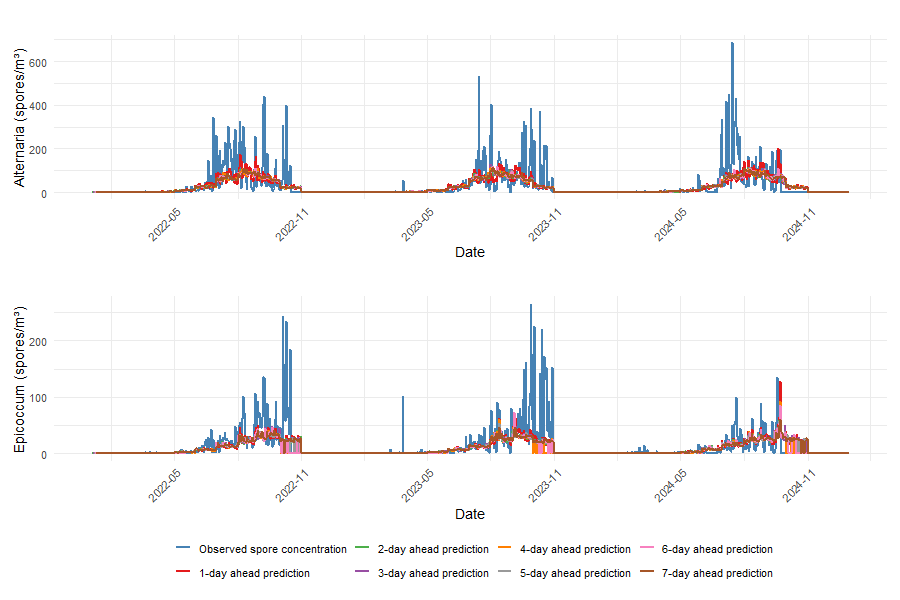 Alternaria (spores/m³)
600
400
200
0
2022-05
2022-11
2023-05
2023-11
2024-05
2024-11
Date
Epicoccum (spores/m³)
200
100
0
2022-05
2022-11
2023-05
2023-11
2024-05
2024-11
Date
Observed spore concentration
2-day ahead prediction
4-day ahead prediction
6-day ahead prediction
1-day ahead prediction
3-day ahead prediction
5-day ahead prediction
7-day ahead prediction